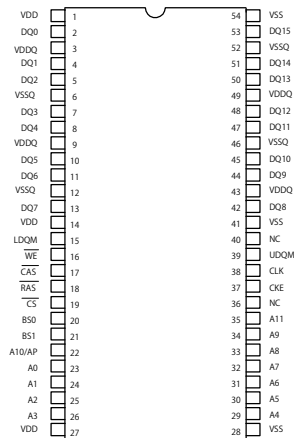 VDD 1 54 VSS
DQ0 2 53 DQ15
VDDQ 3 52 VSSQ
DQ1 4 51 DQ14
DQ2 5 50 DQ13
VSSQ 6 49 VDDQ
DQ3 7 48 DQ12
DQ4 8 47 DQ11
VDDQ 9 46 VSSQ
DQ5 10 45 DQ10
DQ6 11 44 DQ9
VSSQ 12 43 VDDQ
DQ7 13 42 DQ8
VDD 14 41 VSS
LDQM 15 40 NC
WE 16 39 UDQM
CAS 17 38 CLK
RAS 18 37 CKE
CS 19 36 NC
BS0 20 35 A11
BS1 21 34 A9
A10/AP 22 33 A8
A0 23 32 A7
A1 24 31 A6
A2 25 30 A5
A3 26 29 A4
VDD 27 28 VSS